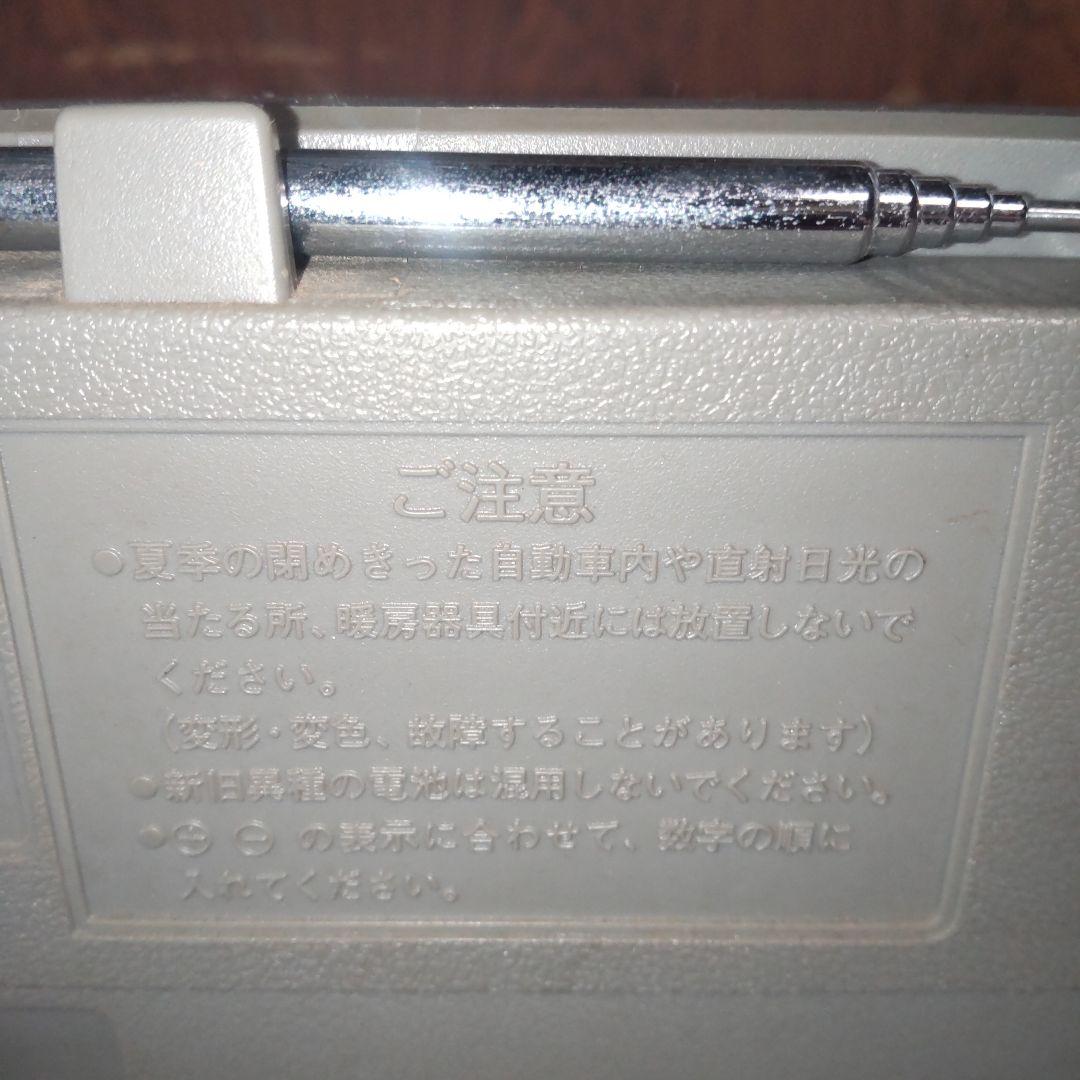 ご注意
●夏季の閉めきった自動車内や直射日光の
当たる所、暖房器具付近には放置しないで
ください。
(変形・変色、故障することがあります)
●新旧異種の電池は混用しないでください。
●⊕ ⊖ の表示に合わせて、数字の順に
入れてください。